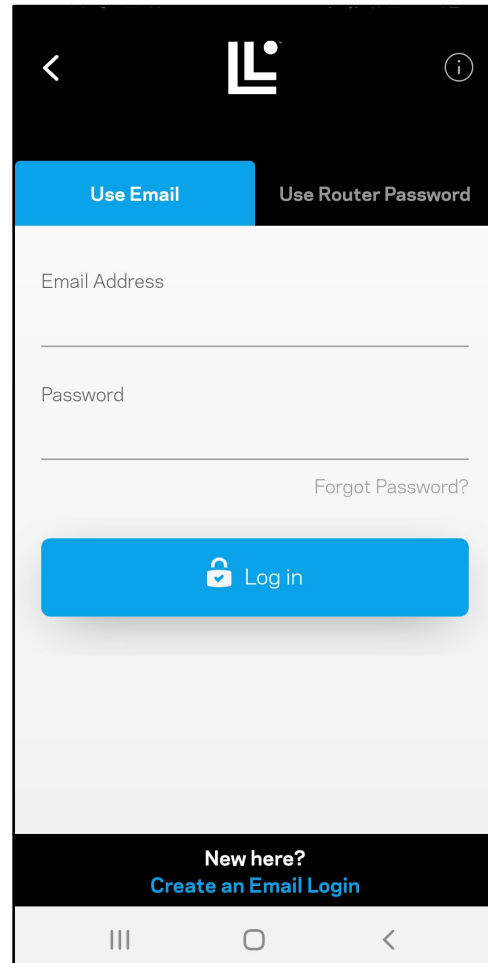 Use Email
Use Router Password
Email Address
Password
Forgot Password?
Log in
New here?
Create an Email Login